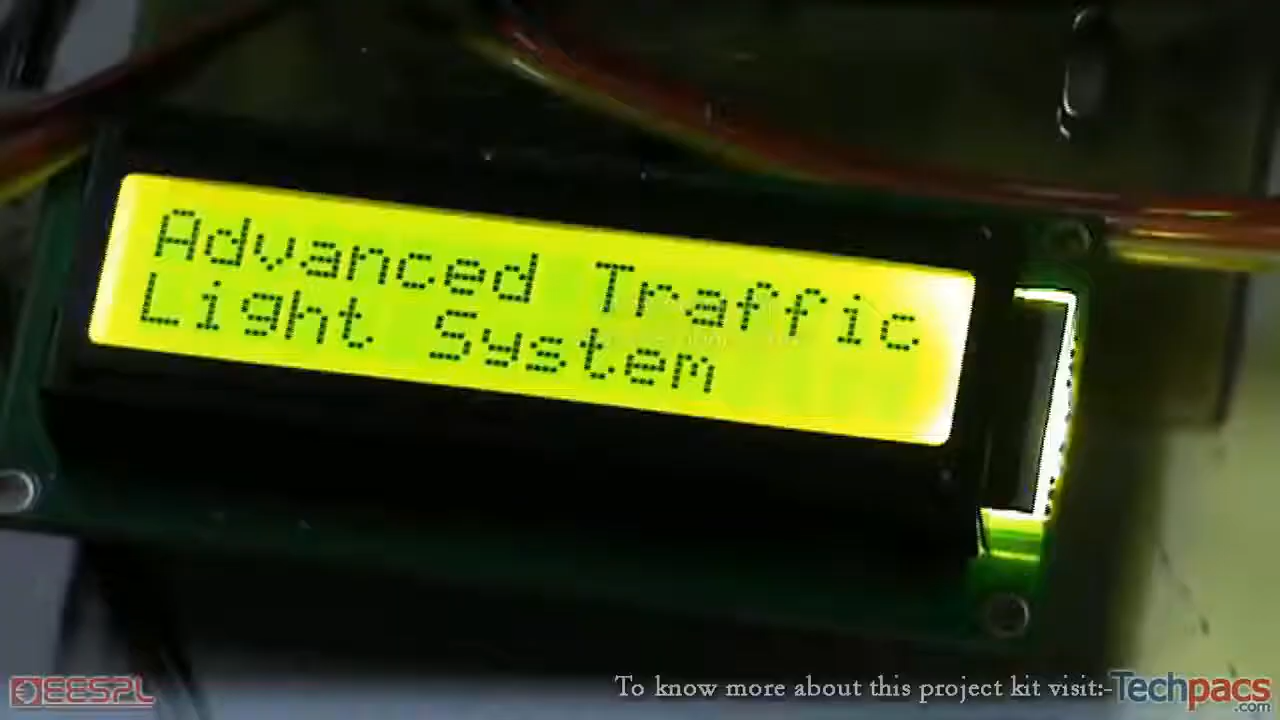 Advanced Traffic
Light System
EESPL
To know more about this project kit visit:-Techpacs
.com